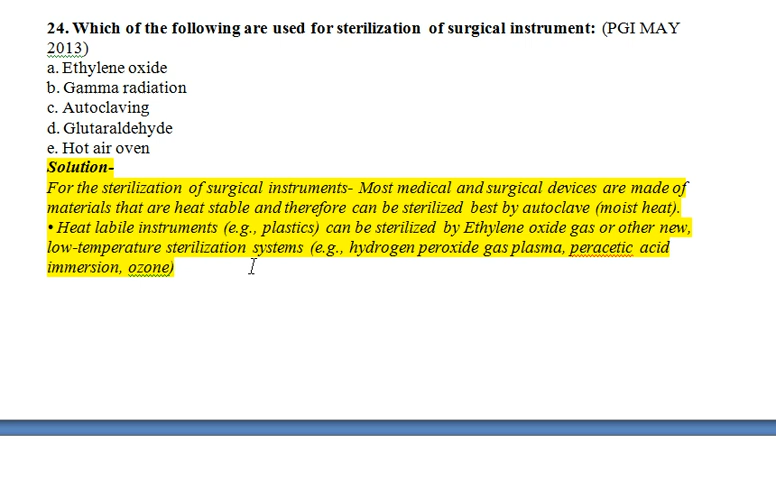 24. Which of the following are used for sterilization of surgical instrument: (PGI MAY
2013)
a. Ethylene oxide
b. Gamma radiation
c. Autoclaving
d. Glutaraldehyde
e. Hot air oven
Solution-
For the sterilization of surgical instruments- Most medical and surgical devices are made of
materials that are heat stable and therefore can be sterilized best by autoclave (moist heat).
• Heat labile instruments (e.g., plastics) can be sterilized by Ethylene oxide gas or other new,
low-temperature sterilization systems (e.g., hydrogen peroxide gas plasma, peracetic acid
immersion, ozone)